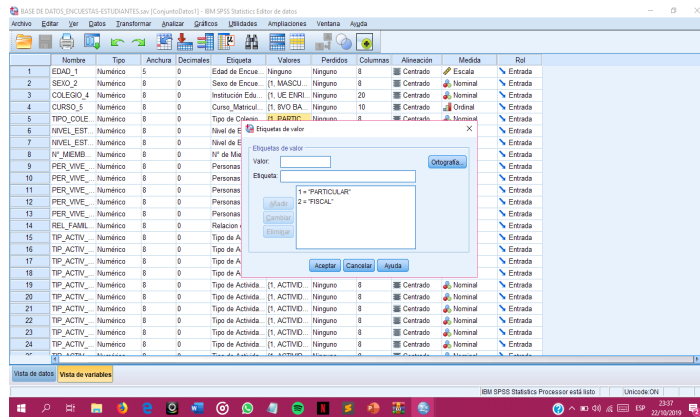 BASE DE DATOS_ENCUESTAS-ESTUDIANTES.sav [ConjuntoDatos1] - IBM SPSS Statistics Editor de datos
Archivo Editar Ver Datos Transformar Analizar Gráficos Utilidades Ampliaciones Ventana Ayuda
Nombre Tipo Anchura Decimales Etiqueta Valores Perdidos Columnas Alineación Medida Rol
1 EDAD_1 Numérico 5 0 Edad de Encue... Ninguno Ninguno 8 Centrado Escala Entrada
2 SEXO_2 Numérico 8 0 Sexo de Encue... {1, MASCU... Ninguno 8 Centrado Nominal Entrada
3 COLEGIO_4 Numérico 8 0 Institución Edu... {1, UE ENRI... Ninguno 20 Centrado Nominal Entrada
4 CURSO_5 Numérico 8 0 Curso_Matricul... {1, 8VO BA... Ninguno 10 Centrado Ordinal Entrada
5 TIPO_COLE... Numérico 8 0 Tipo de Colegio {1, PARTIC... Ninguno 8 Centrado Nominal Entrada
6 NIVEL_EST... Numérico 8 0 Nivel de E Entrada
7 NIVEL_EST... Numérico 8 0 Nivel de E Entrada
8 N°_MIEMB... Numérico 8 0 N° de Mie Entrada
9 PER_VIVE_... Numérico 8 0 Personas Entrada
10 PER_VIVE_... Numérico 8 0 Personas Entrada
11 PER_VIVE_... Numérico 8 0 Personas Entrada
12 PER_VIVE_... Numérico 8 0 Personas Entrada
13 PER_VIVE_... Numérico 8 0 Personas Entrada
14 REL_FAMIL... Numérico 8 0 Relacion Entrada
15 TIP_ACTIV_... Numérico 8 0 Tipo de A Entrada
16 TIP_ACTIV_... Numérico 8 0 Tipo de A Entrada
17 TIP_ACTIV_... Numérico 8 0 Tipo de A Entrada
18 TIP_ACTIV_... Numérico 8 0 Tipo de A Entrada
19 TIP_ACTIV_... Numérico 8 0 Tipo de Activida... {1, ACTIVID... Ninguno 8 Centrado Nominal Entrada
20 TIP_ACTIV_... Numérico 8 0 Tipo de Activida... {1, ACTIVID... Ninguno 8 Centrado Nominal Entrada
21 TIP_ACTIV_... Numérico 8 0 Tipo de Activida... {1, ACTIVID... Ninguno 8 Centrado Nominal Entrada
22 TIP_ACTIV_... Numérico 8 0 Tipo de Activida... {1, ACTIVID... Ninguno 8 Centrado Nominal Entrada
23 TIP_ACTIV_... Numérico 8 0 Tipo de Activida... {1, ACTIVID... Ninguno 8 Centrado Nominal Entrada
24 TIP_ACTIV_... Numérico 8 0 Tipo de Activida... {1, ACTIVID... Ninguno 8 Centrado Nominal Entrada
Etiquetas de valor
Etiquetas de valor
Valor:
Ortografía...
Etiqueta:
1 = "PARTICULAR"
2 = "FISCAL"
Añadir
Cambiar
Eliminar
Aceptar Cancelar Ayuda
Vista de datos Vista de variables
IBM SPSS Statistics Processor está listo Unicode:ON
ESP 23:37
22/10/2019